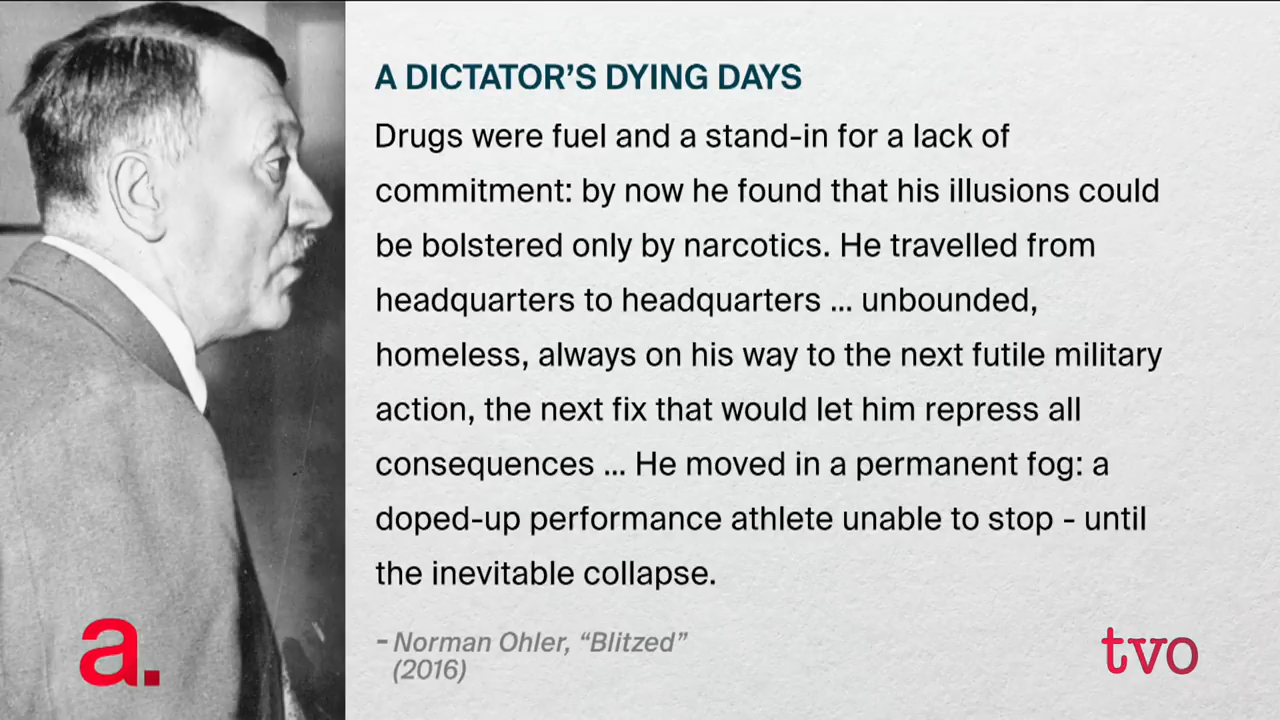 A DICTATOR'S DYING DAYS
Drugs were fuel and a stand-in for a lack of
commitment: by now he found that his illusions could
be bolstered only by narcotics. He travelled from
headquarters to headquarters ... unbounded,
homeless, always on his way to the next futile military
action, the next fix that would let him repress all
consequences ... He moved in a permanent fog: a
doped-up performance athlete unable to stop - until
the inevitable collapse.
- Norman Ohler, “Blitzed”
(2016)
a.
tvo